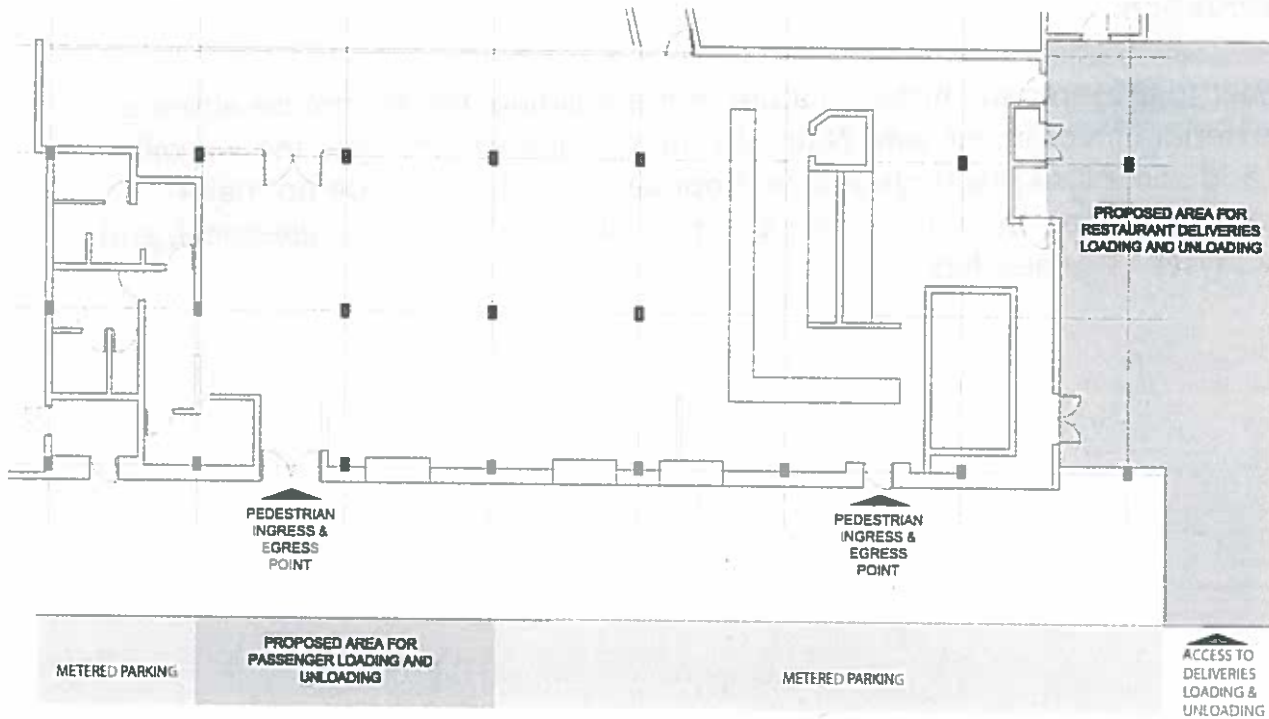 PROPOSED AREA FOR
RESTAURANT DELIVERIES
LOADING AND UNLOADING
PEDESTRIAN
INGRESS &
EGRESS
POINT
PEDESTRIAN
INGRESS &
EGRESS
POINT
METERED PARKING
PROPOSED AREA FOR
PASSENGER LOADING AND
UNLOADING
METERED PARKING
ACCESS TO
DELIVERIES
LOADING &
UNLOADING